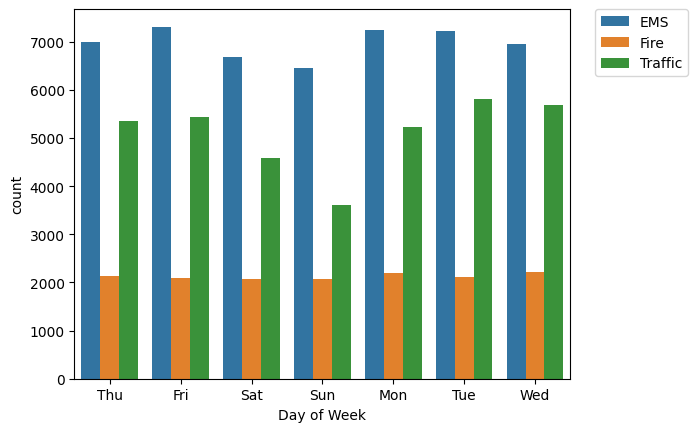 EMS
Fire
Traffic
count
7000
6000
5000
4000
3000
2000
1000
0
Thu Fri Sat Sun Mon Tue Wed
Day of Week